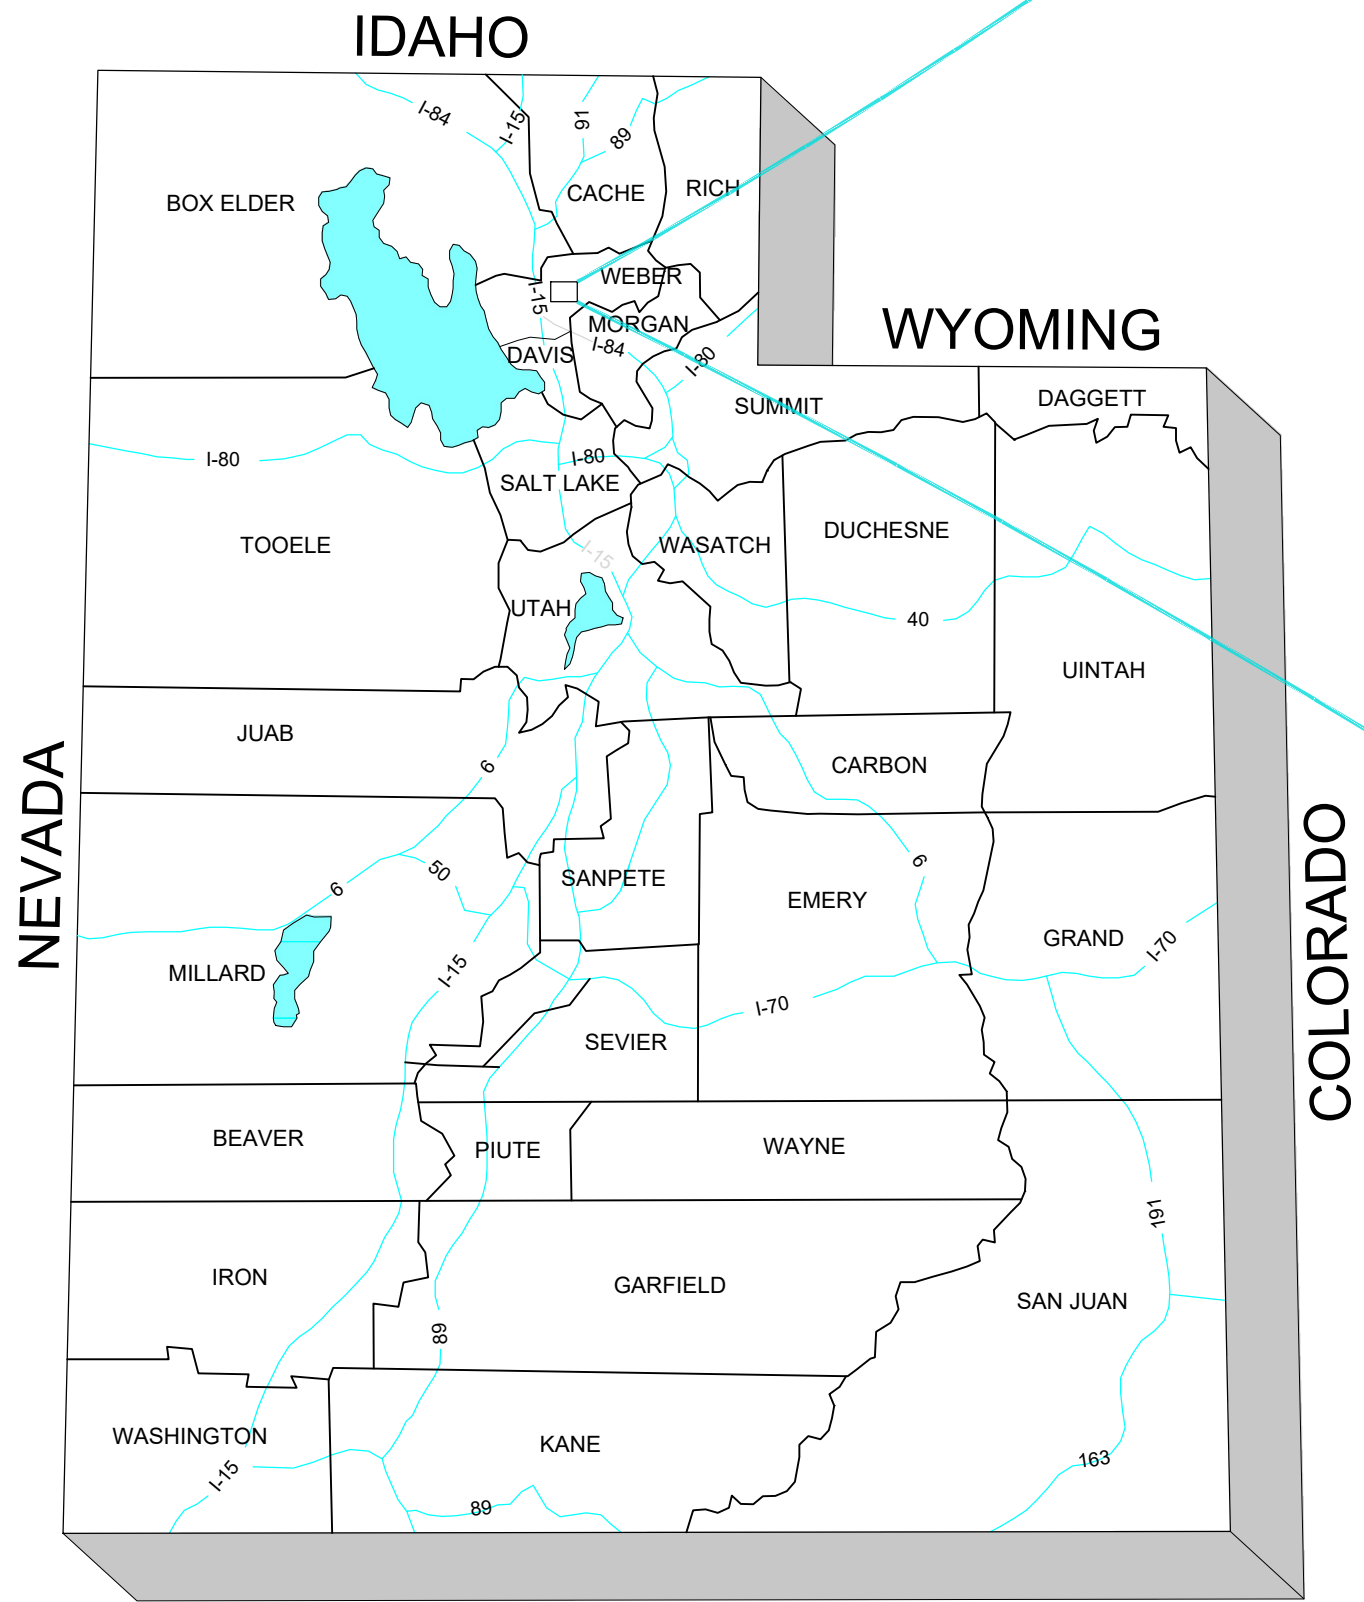 IDAHO
I-84
I-15
91
89
BOX ELDER
CACHE
RICH
WEBER
I-15
MORGAN
I-84
DAVIS
I-80
WYOMING
SUMMIT
DAGGETT
I-80
I-80
SALT LAKE
TOOELE
I-15
WASATCH
DUCHESNE
UTAH
40
UINTAH
JUAB
6
CARBON
NEVADA
COLORADO
50
6
SANPETE
6
EMERY
GRAND
I-70
MILLARD
I-15
I-70
SEVIER
BEAVER
PIUTE
WAYNE
191
IRON
GARFIELD
SAN JUAN
89
WASHINGTON
KANE
I-15
163
89